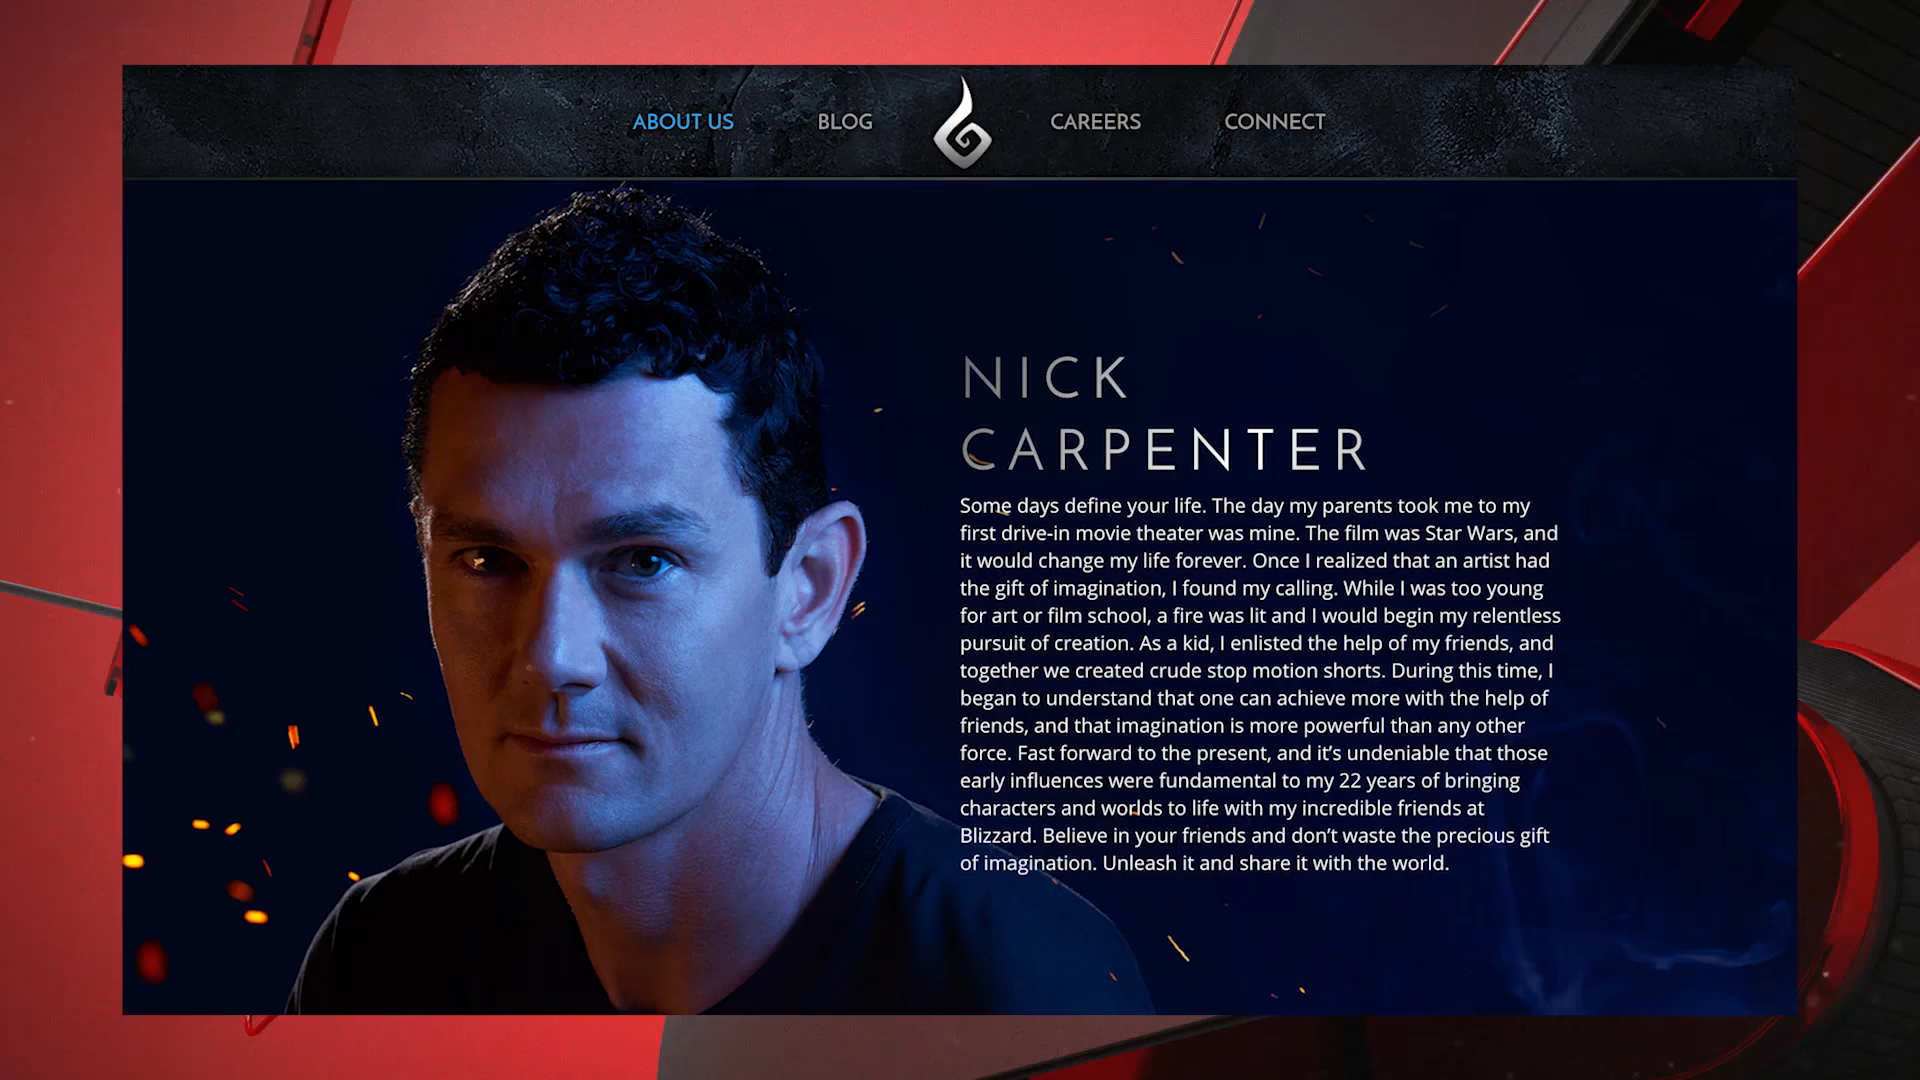 ABOUT US BLOG CAREERS CONNECT
NICK
CARPENTER
Some days define your life. The day my parents took me to my
first drive-in movie theater was mine. The film was Star Wars, and
it would change my life forever. Once I realized that an artist had
the gift of imagination, I found my calling. While I was too young
for art or film school, a fire was lit and I would begin my relentless
pursuit of creation. As a kid, I enlisted the help of my friends, and
together we created crude stop motion shorts. During this time, I
began to understand that one can achieve more with the help of
friends, and that imagination is more powerful than any other
force. Fast forward to the present, and it’s undeniable that those
early influences were fundamental to my 22 years of bringing
characters and worlds to life with my incredible friends at
Blizzard. Believe in your friends and don’t waste the precious gift
of imagination. Unleash it and share it with the world.